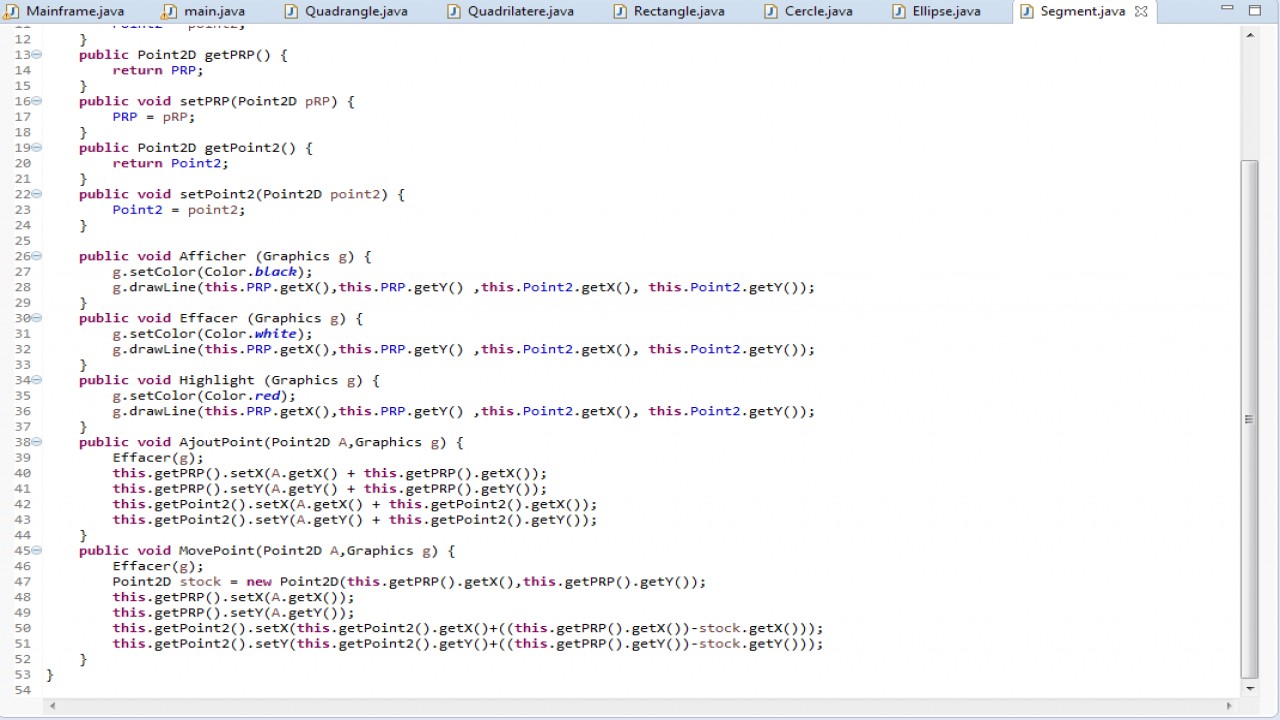 Mainframe.java main.java Quadrangle.java Quadrilatere.java Rectangle.java Cercle.java Ellipse.java Segment.java
11 Point2 = point2;
12 }
13 public Point2D getPRP() {
14 return PRP;
15 }
16 public void setPRP(Point2D pRP) {
17 PRP = pRP;
18 }
19 public Point2D getPoint2() {
20 return Point2;
21 }
22 public void setPoint2(Point2D point2) {
23 Point2 = point2;
24 }
25
26 public void Afficher (Graphics g) {
27 g.setColor(Color.black);
28 g.drawLine(this.PRP.getX(),this.PRP.getY() ,this.Point2.getX(), this.Point2.getY());
29 }
30 public void Effacer (Graphics g) {
31 g.setColor(Color.white);
32 g.drawLine(this.PRP.getX(),this.PRP.getY() ,this.Point2.getX(), this.Point2.getY());
33 }
34 public void Highlight (Graphics g) {
35 g.setColor(Color.red);
36 g.drawLine(this.PRP.getX(),this.PRP.getY() ,this.Point2.getX(), this.Point2.getY());
37 }
38 public void AjoutPoint(Point2D A,Graphics g) {
39 Effacer(g);
40 this.getPRP().setX(A.getX() + this.getPRP().getX());
41 this.getPRP().setY(A.getY() + this.getPRP().getY());
42 this.getPoint2().setX(A.getX() + this.getPoint2().getX());
43 this.getPoint2().setY(A.getY() + this.getPoint2().getY());
44 }
45 public void MovePoint(Point2D A,Graphics g) {
46 Effacer(g);
47 Point2D stock = new Point2D(this.getPRP().getX(),this.getPRP().getY());
48 this.getPRP().setX(A.getX());
49 this.getPRP().setY(A.getY());
50 this.getPoint2().setX(this.getPoint2().getX()+((this.getPRP().getX())-stock.getX()));
51 this.getPoint2().setY(this.getPoint2().getY()+((this.getPRP().getY())-stock.getY()));
52 }
53 }
54